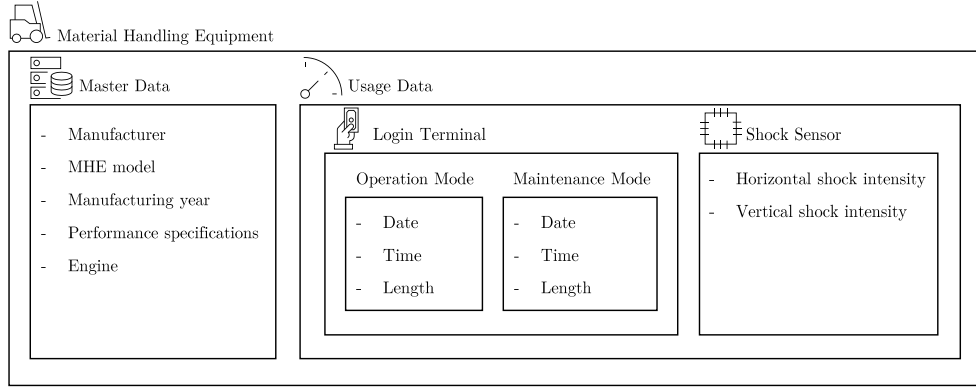 Material Handling Equipment
Master Data
- Manufacturer
- MHE model
- Manufacturing year
- Performance specifications
- Engine
Usage Data
Login Terminal
Operation Mode
- Date
- Time
- Length
Maintenance Mode
- Date
- Time
- Length
Shock Sensor
- Horizontal shock intensity
- Vertical shock intensity